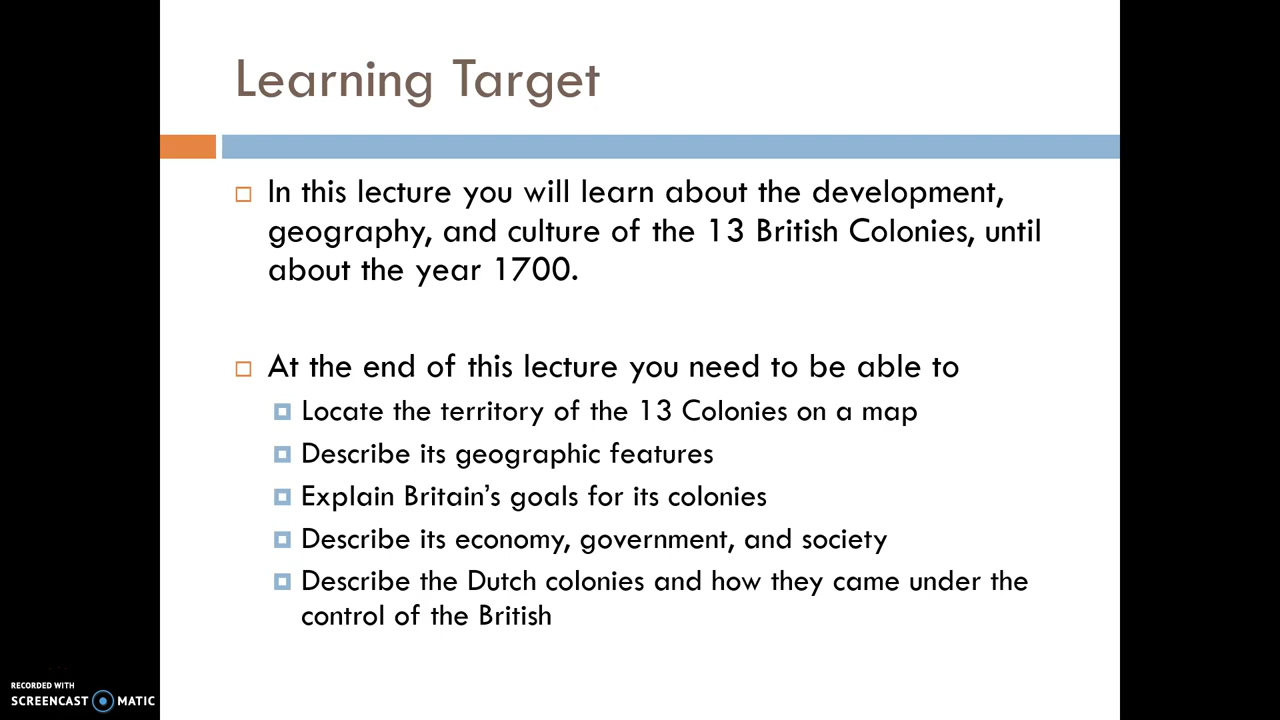 Learning Target
In this lecture you will learn about the development,
geography, and culture of the 13 British Colonies, until
about the year 1700.
At the end of this lecture you need to be able to
Locate the territory of the 13 Colonies on a map
Describe its geographic features
Explain Britain's goals for its colonies
Describe its economy, government, and society
Describe the Dutch colonies and how they came under the
control of the British
RECORDED WITH
SCREENCAST MATIC